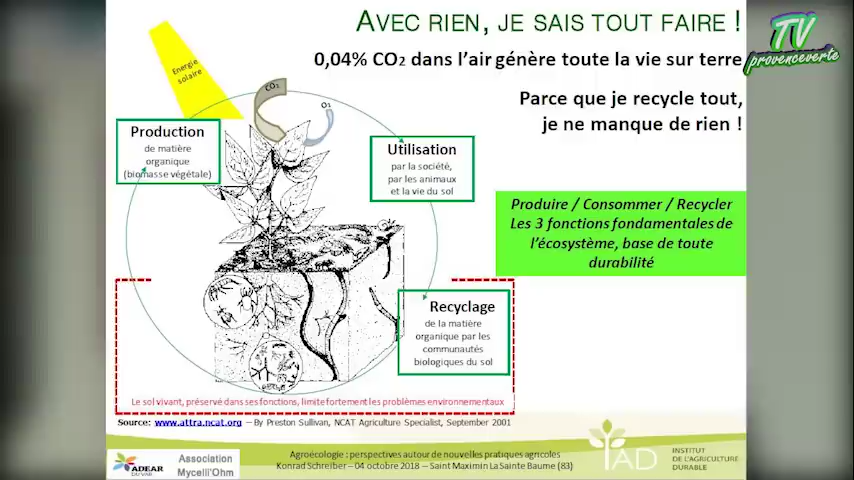 AVEC RIEN, JE SAIS TOUT FAIRE !
TV
provenceverte
0,04% CO2 dans l'air génère toute la vie sur terre
Parce que je recycle tout,
je ne manque de rien !
Energie
solaire
CO2
O2
Production
de matière
organique
(biomasse végétale)
Utilisation
par la société,
par les animaux
et la vie du sol
Produire / Consommer / Recycler
Les 3 fonctions fondamentales de
l'écosystème, base de toute
durabilité
Recyclage
de la matière
organique par les
communautés
biologiques du sol
Le sol vivant, préservé dans ses fonctions, limite fortement les problèmes environnementaux
Source: www.attra.ncat.org – By Preston Sullivan, NCAT Agriculture Specialist, September 2001
ADEAR
DU VAR
Association
Mycelli'Ohm
Agroécologie : perspectives autour de nouvelles pratiques agricoles
Konrad Schreiber – 04 octobre 2018 – Saint Maximin La Sainte Baume (83)
IAD
INSTITUT
DE L'AGRICULTURE
DURABLE